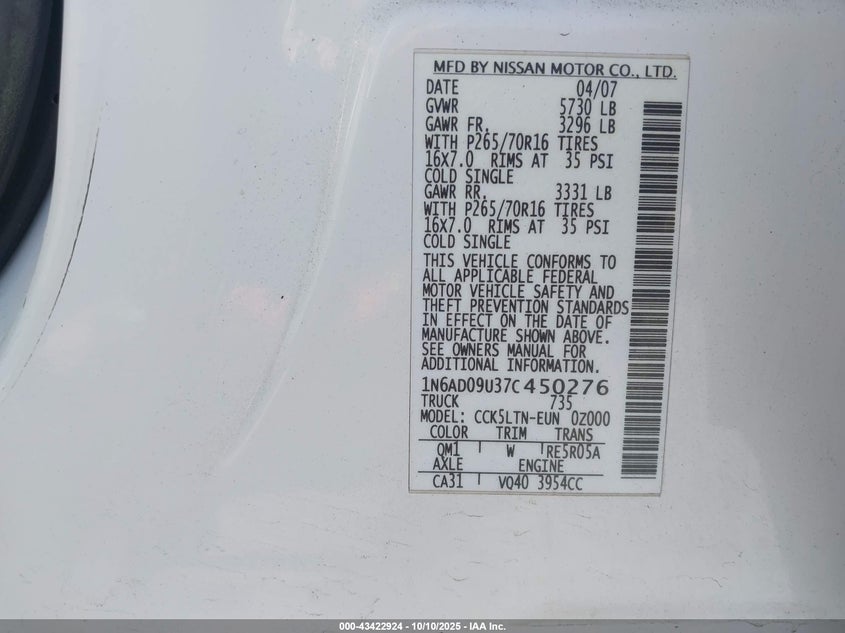 MFD BY NISSAN MOTOR CO., LTD.
DATE 04/07
GVWR 5730 LB
GAWR FR. 3296 LB
WITH P265/70R16 TIRES
16X7.0 RIMS AT 35 PSI
COLD SINGLE
GAWR RR. 3331 LB
WITH P265/70R16 TIRES
16X7.0 RIMS AT 35 PSI
COLD SINGLE
THIS VEHICLE CONFORMS TO
ALL APPLICABLE FEDERAL
MOTOR VEHICLE SAFETY AND
THEFT PREVENTION STANDARDS
IN EFFECT ON THE DATE OF
MANUFACTURE SHOWN ABOVE.
SEE OWNERS MANUAL FOR
ADDITIONAL INFORMATION.
1N6AD09U37C450276
TRUCK 735
MODEL: CCK5LTN-EUN 0Z000
COLOR TRIM TRANS
QM1 W RE5R05A
AXLE ENGINE
CA31 VQ40 3954CC
000-43422924 - 10/10/2025 - IAA Inc.